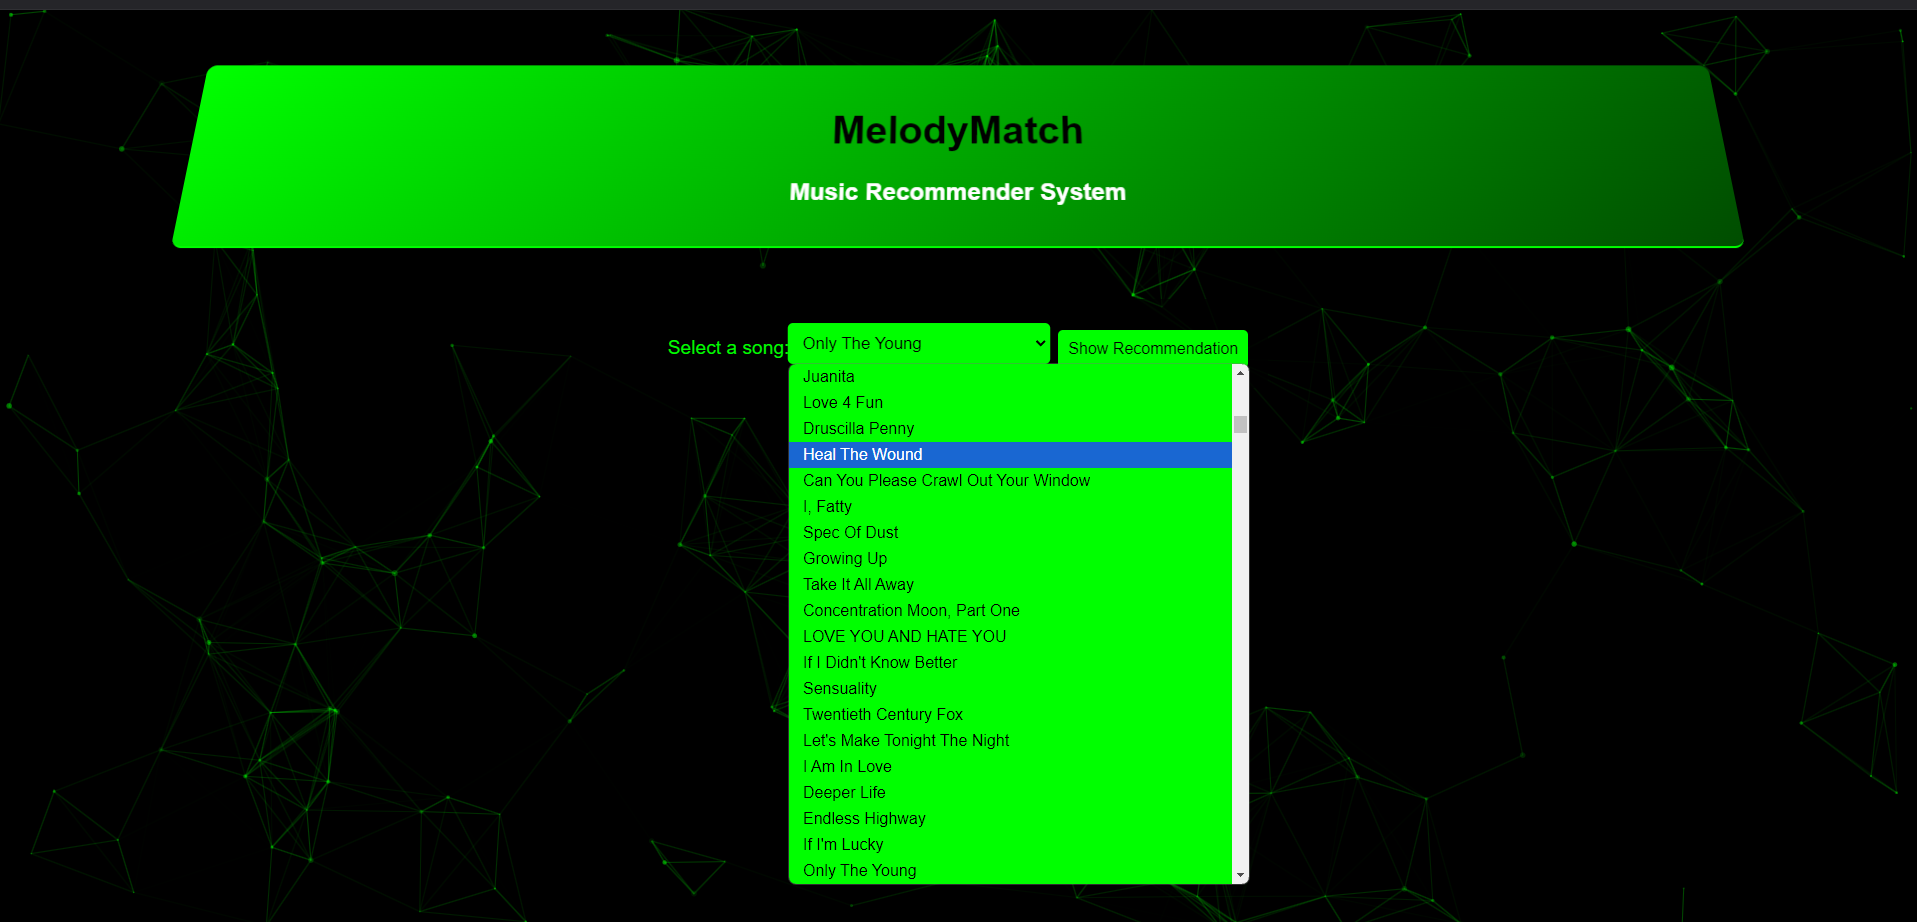 MelodyMatch
Music Recommender System
Select a song: Only The Young Show Recommendation
Juanita
Love 4 Fun
Druscilla Penny
Heal The Wound
Can You Please Crawl Out Your Window
I, Fatty
Spec Of Dust
Growing Up
Take It All Away
Concentration Moon, Part One
LOVE YOU AND HATE YOU
If I Didn't Know Better
Sensuality
Twentieth Century Fox
Let's Make Tonight The Night
I Am In Love
Deeper Life
Endless Highway
If I'm Lucky
Only The Young